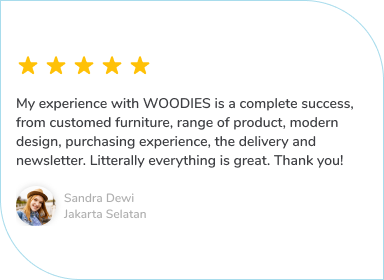 My experience with WOODIES is a complete success,
from customed furniture, range of product, modern
design, purchasing experience, the delivery and
newsletter. Litterally everything is great. Thank you!
Sandra Dewi
Jakarta Selatan